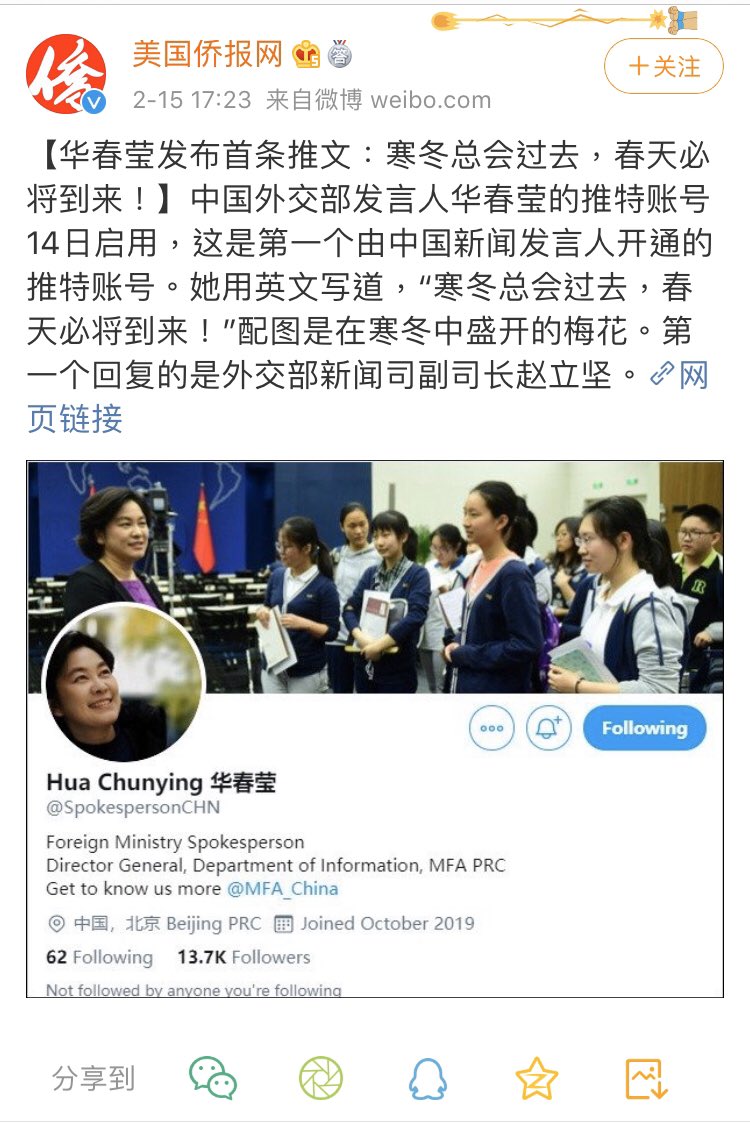 美国侨报网
2-15 17:23 来自微博 weibo.com
+关注
【华春莹发布首条推文：寒冬总会过去，春天必
将到来！】中国外交部发言人华春莹的推特账号
14日启用，这是第一个由中国新闻发言人开通的
推特账号。她用英文写道，“寒冬总会过去，春
天必将到来！”配图是在寒冬中盛开的梅花。第
一个回复的是外交部新闻司副司长赵立坚。网
页链接
Following
Hua Chunying 华春莹
@SpokespersonCHN
Foreign Ministry Spokesperson
Director General, Department of Information, MFA PRC
Get to know us more @MFA_China
中国，北京 Beijing PRC Joined October 2019
62 Following 13.7K Followers
Not followed by anyone you're following
分享到